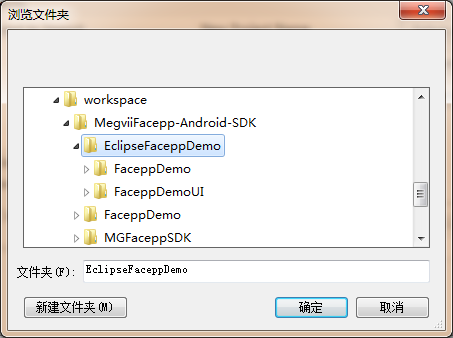 浏览文件夹
workspace
MegviiFacepp-Android-SDK
EclipseFaceppDemo
FaceppDemo
FaceppDemoUI
FaceppDemo
MGFaceppSDK
文件夹(F): EclipseFaceppDemo
新建文件夹(M) 确定 取消